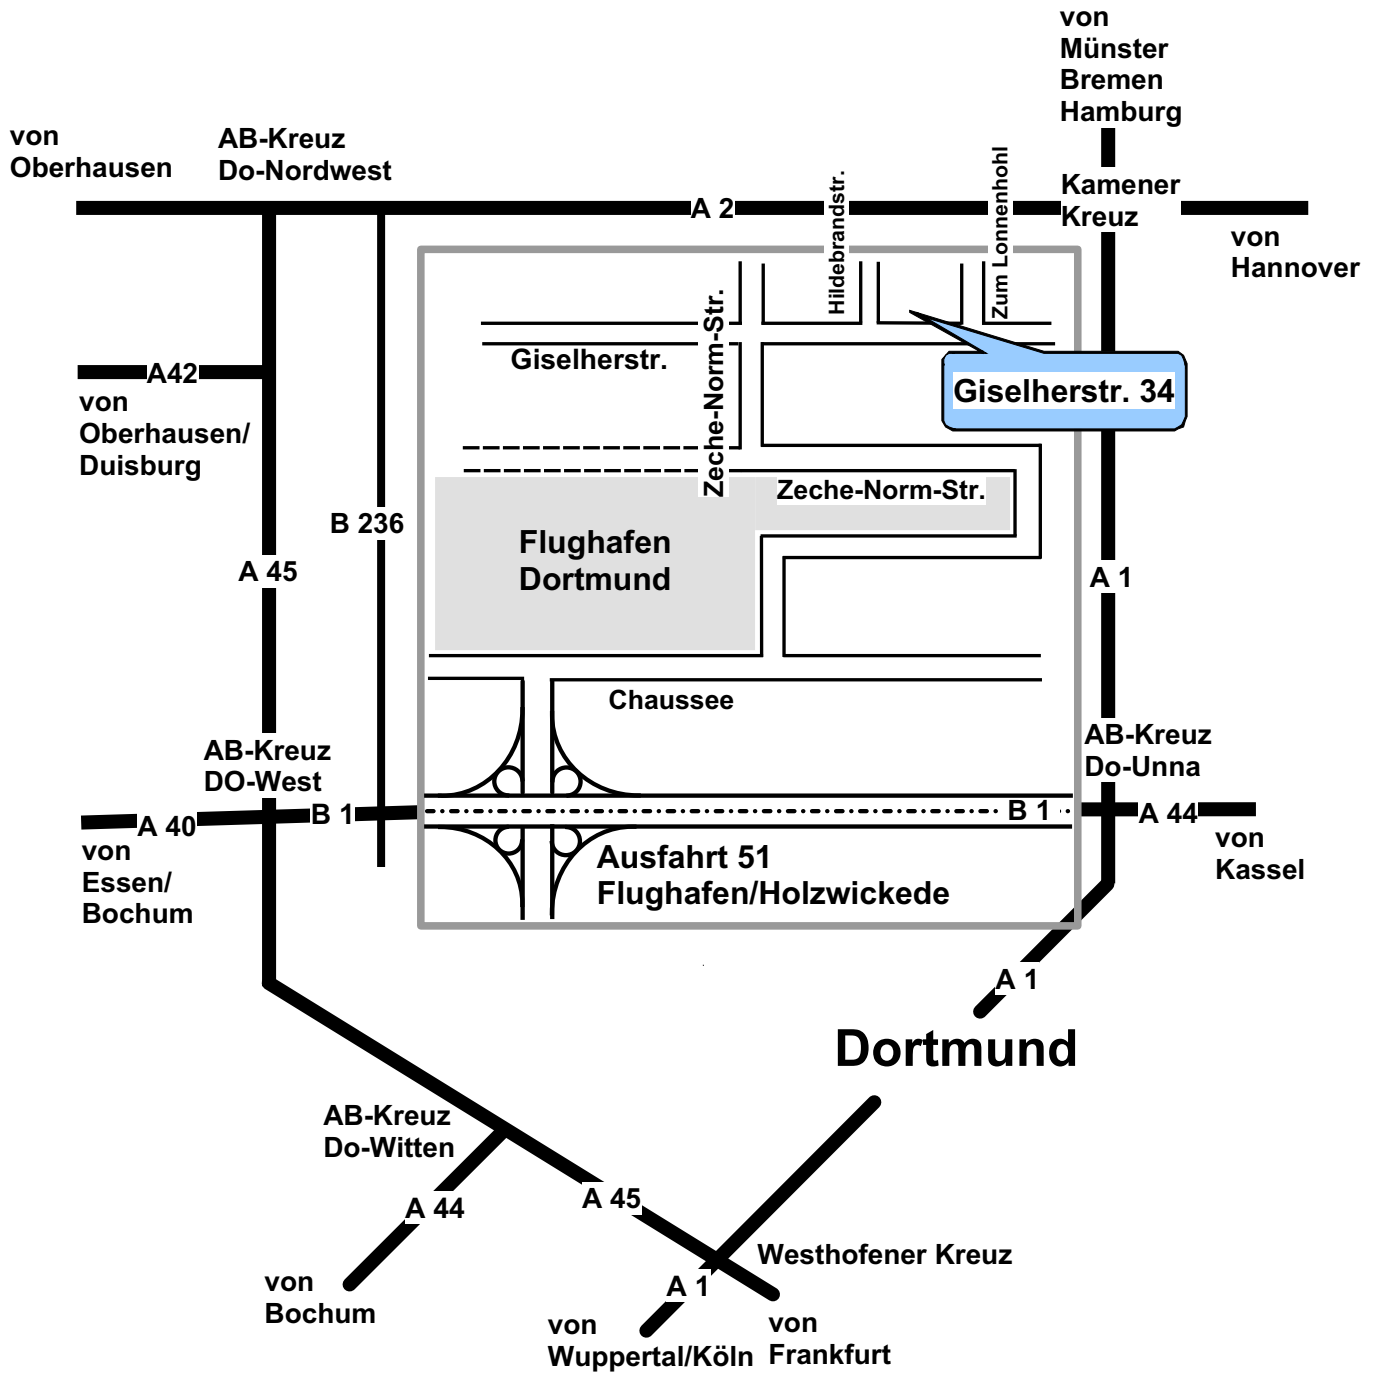 von
Münster
Bremen
Hamburg
von
Oberhausen
AB-Kreuz
Do-Nordwest
Kamener
Kreuz
A 2
Hildebrandstr.
Zum Lonnenhohl
von
Hannover
Zeche-Norm-Str.
Giselherstr.
A42
von
Oberhausen/
Duisburg
Giselherstr. 34
Zeche-Norm-Str.
B 236
Flughafen
Dortmund
A 45
A 1
Chaussee
AB-Kreuz
DO-West
AB-Kreuz
Do-Unna
A 40
B 1
B 1
A 44
von
Essen/
Bochum
Ausfahrt 51
Flughafen/Holzwickede
von
Kassel
A 1
Dortmund
AB-Kreuz
Do-Witten
A 44
A 45
Westhofener Kreuz
von
Bochum
A 1
von
Wuppertal/Köln
von
Frankfurt